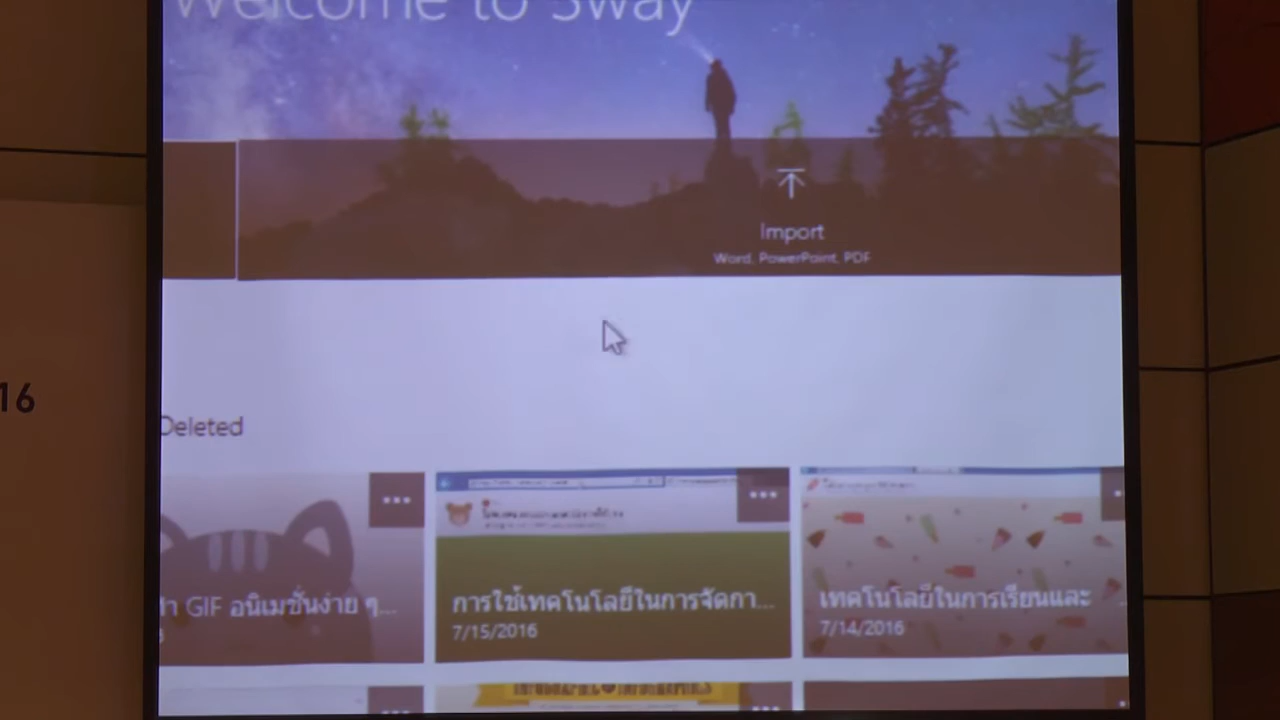 Welcome to Sway
Import
Word, PowerPoint, PDF
16
Deleted
GIF อนิเมชั่นง่าย ๆ...
การใช้เทคโนโลยีในการจัดกา...
7/15/2016
เทคโนโลยีในการเรียนและ
7/14/2016